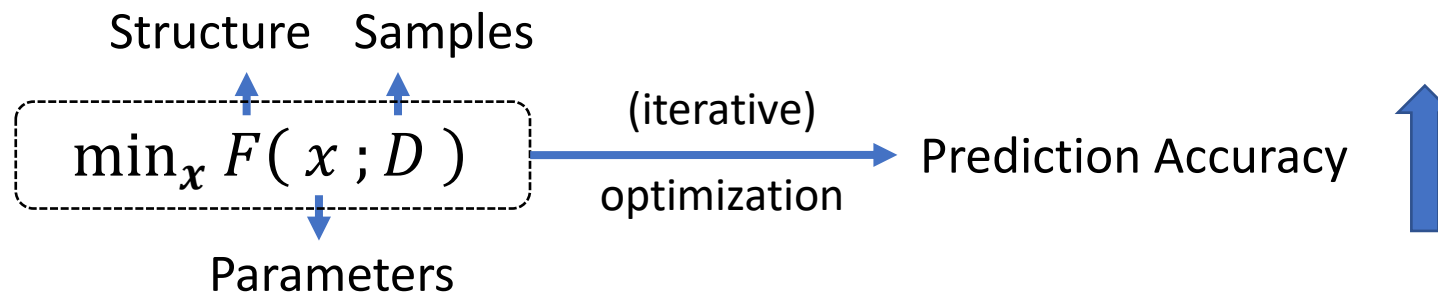 Structure Samples
min_x F( x ; D )
(iterative)
optimization
Prediction Accuracy
Parameters